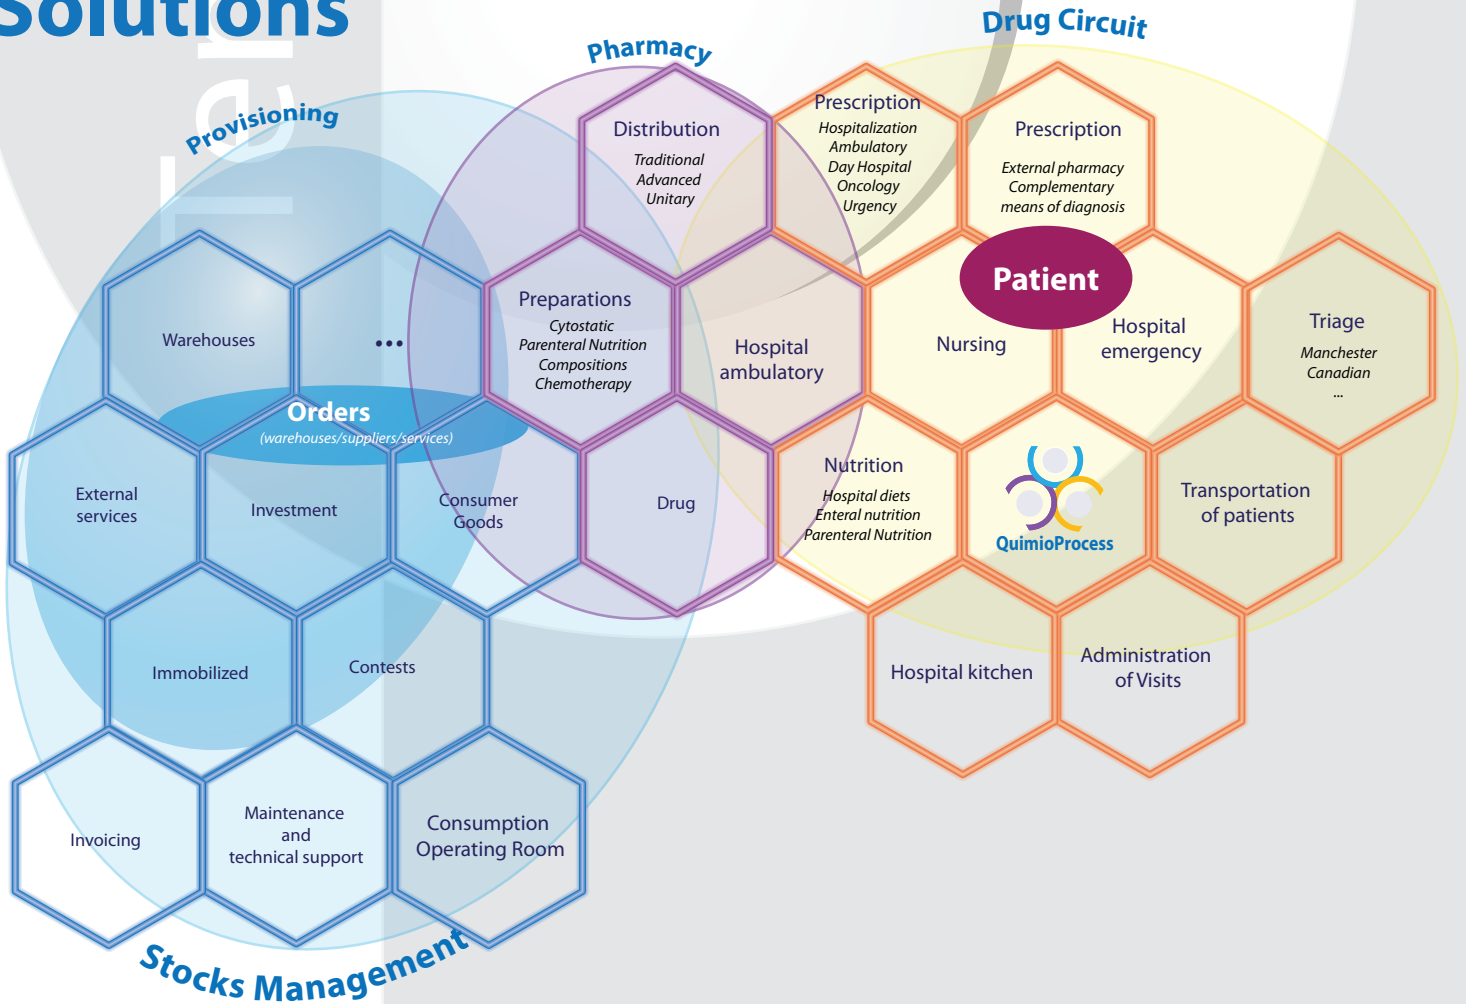 Solutions
Drug Circuit
Pharmacy
Provisioning
Distribution
Traditional
Advanced
Unitary
Prescription
Hospitalization
Ambulatory
Day Hospital
Oncology
Urgency
Prescription
External pharmacy
Complementary
means of diagnosis
Patient
Warehouses
...
Preparations
Cytostatic
Parenteral Nutrition
Compositions
Chemotherapy
Hospital
ambulatory
Nursing
Hospital
emergency
Triage
Manchester
Canadian
...
Orders
(warehouses/suppliers/services)
External
services
Investment
Consumer
Goods
Drug
Nutrition
Hospital diets
Enteral nutrition
Parenteral Nutrition
QuimioProcess
Transportation
of patients
Immobilized
Contests
Hospital kitchen
Administration
of Visits
Invoicing
Maintenance
and
technical support
Consumption
Operating Room
Stocks Management